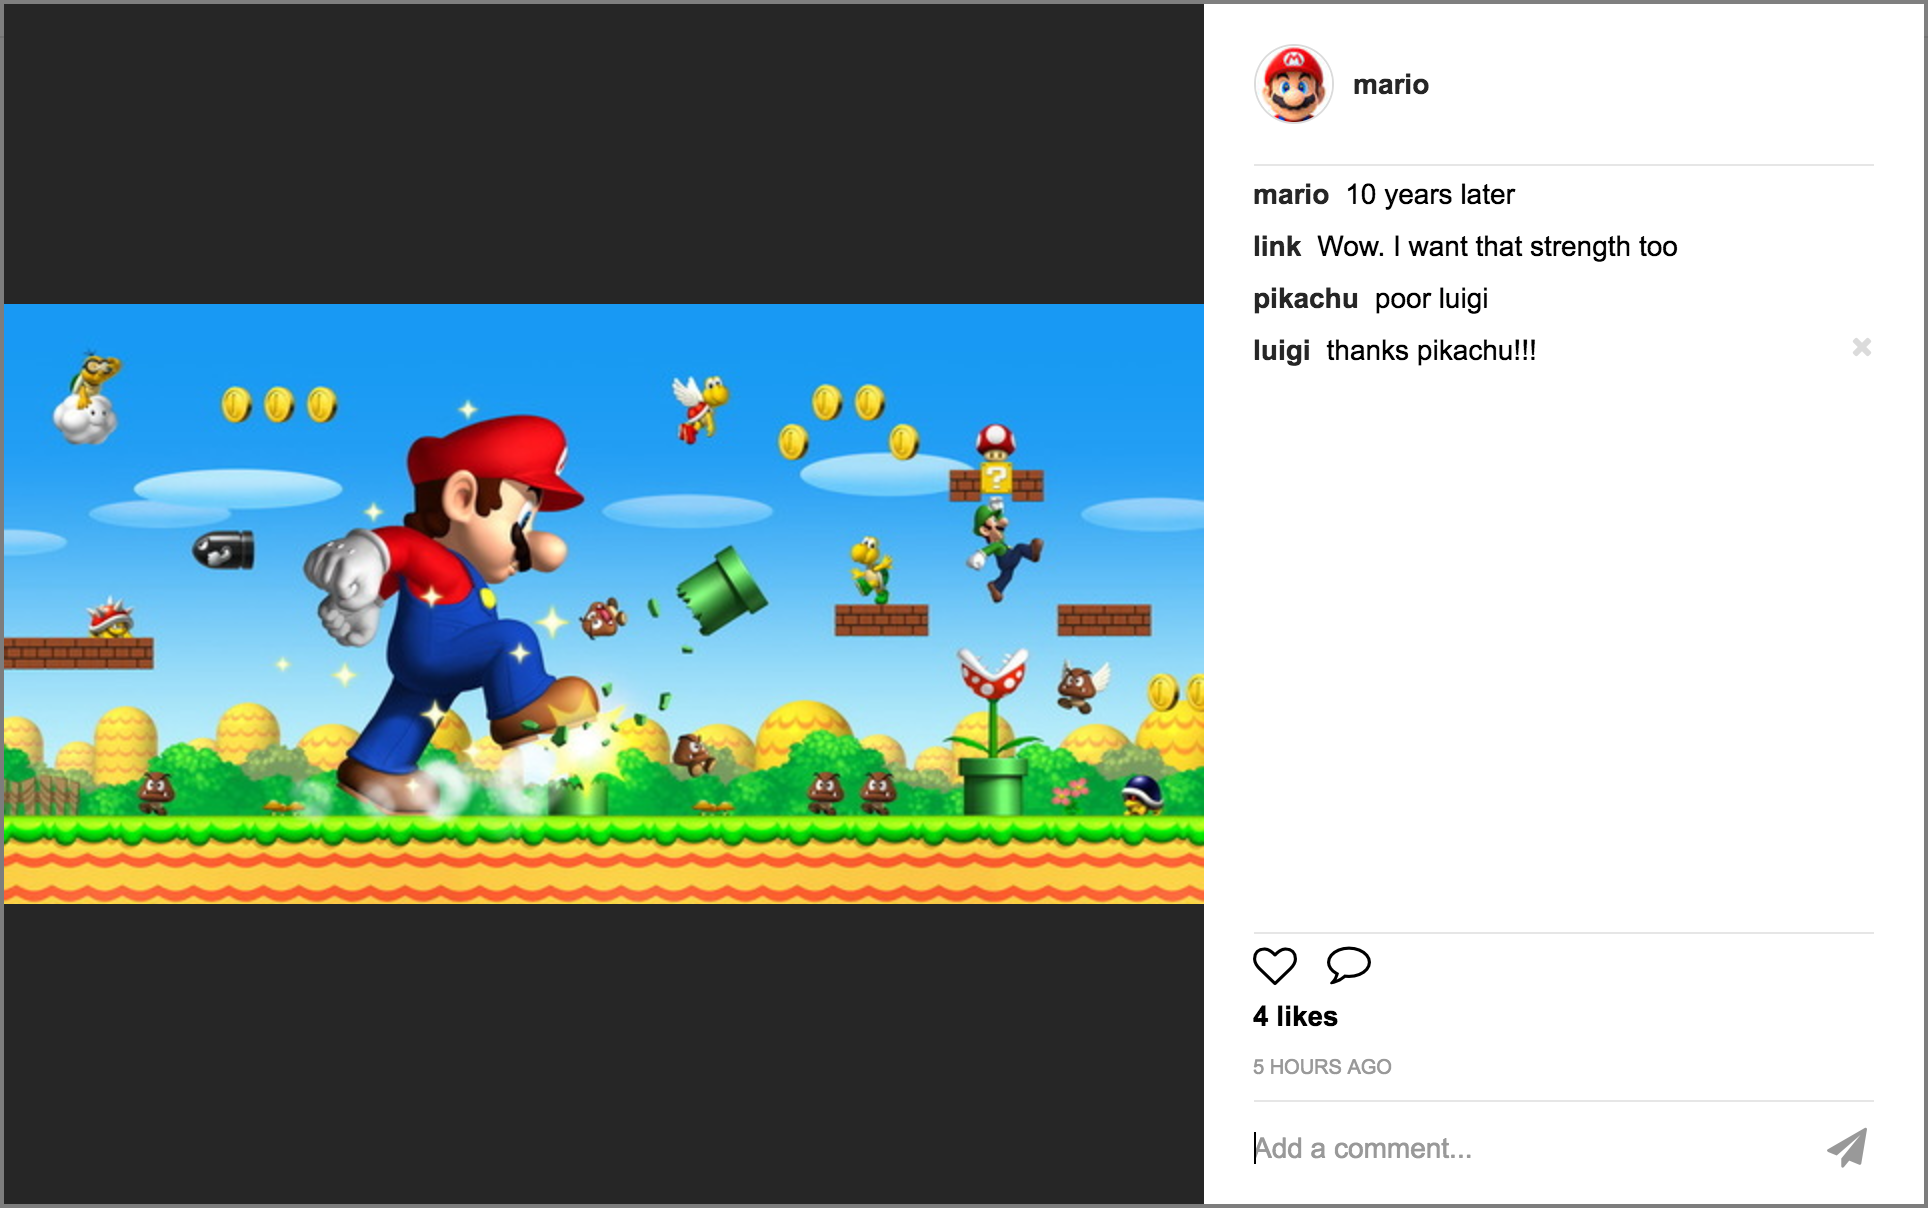 mario
mario 10 years later
link Wow. I want that strength too
pikachu poor luigi
luigi thanks pikachu!!!
?
4 likes
5 HOURS AGO
Add a comment...